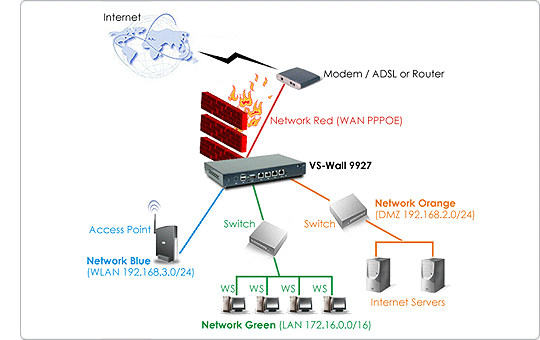 Internet
Modem / ADSL or Router
Network Red (WAN PPPOE)
VS-Wall 9927
Access Point
Network Blue
(WLAN 192.168.3.0/24)
Switch
Switch
Network Orange
(DMZ 192.168.2.0/24)
Internet Servers
WS WS WS WS
Network Green (LAN 172.16.0.0/16)